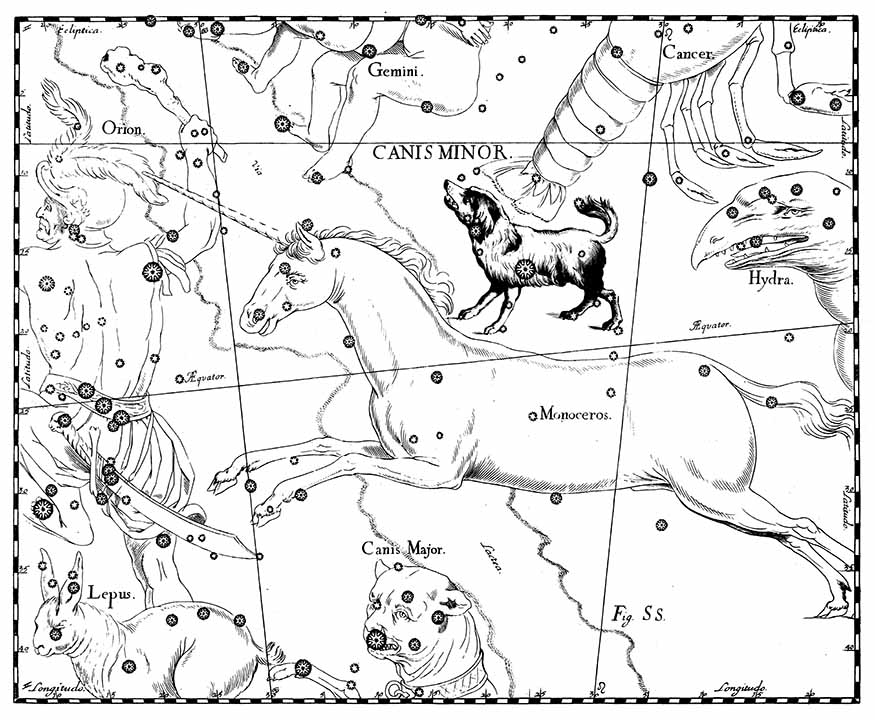 Ecliptica.
Ecliptica.
Gemini.
Cancer.
Orion.
CANIS MINOR.
Via
Hydra.
Æquator.
Æquator.
Monoceros.
Canis Major.
Lactea.
Lepus.
Fig. SS.
Latitudo.
Latitudo.
Latitudo
Latitudo.
Longitudo.
Longitudo.